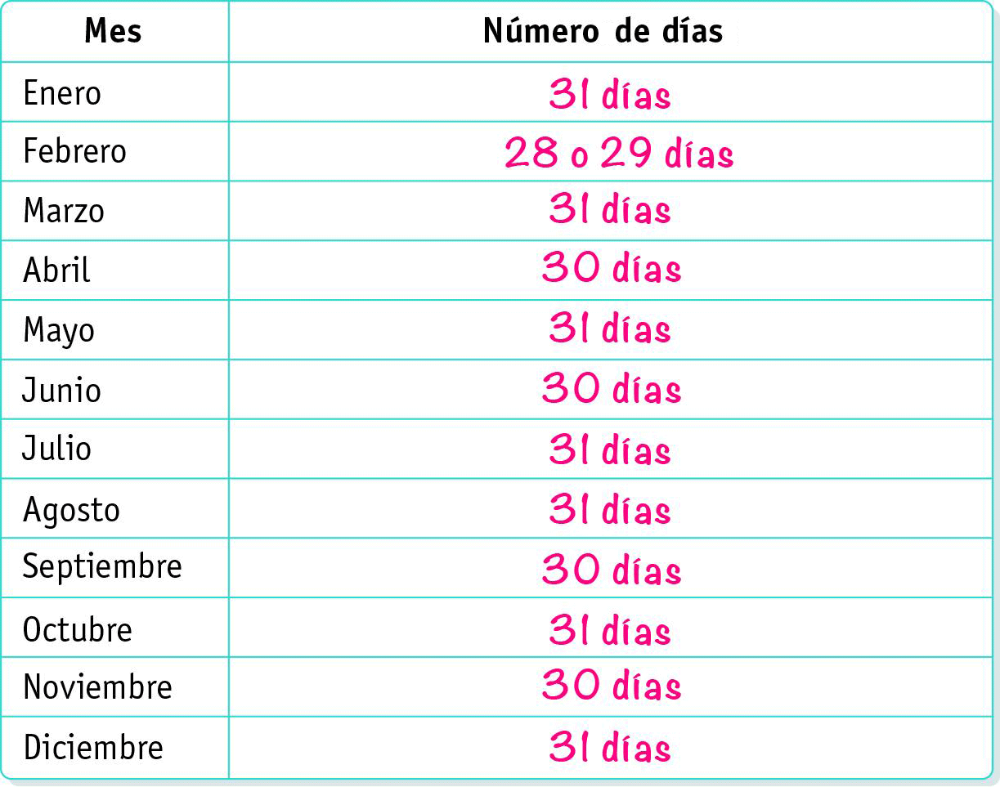 Mes Número de días
Enero 31 días
Febrero 28 o 29 días
Marzo 31 días
Abril 30 días
Mayo 31 días
Junio 30 días
Julio 31 días
Agosto 31 días
Septiembre 30 días
Octubre 31 días
Noviembre 30 días
Diciembre 31 días